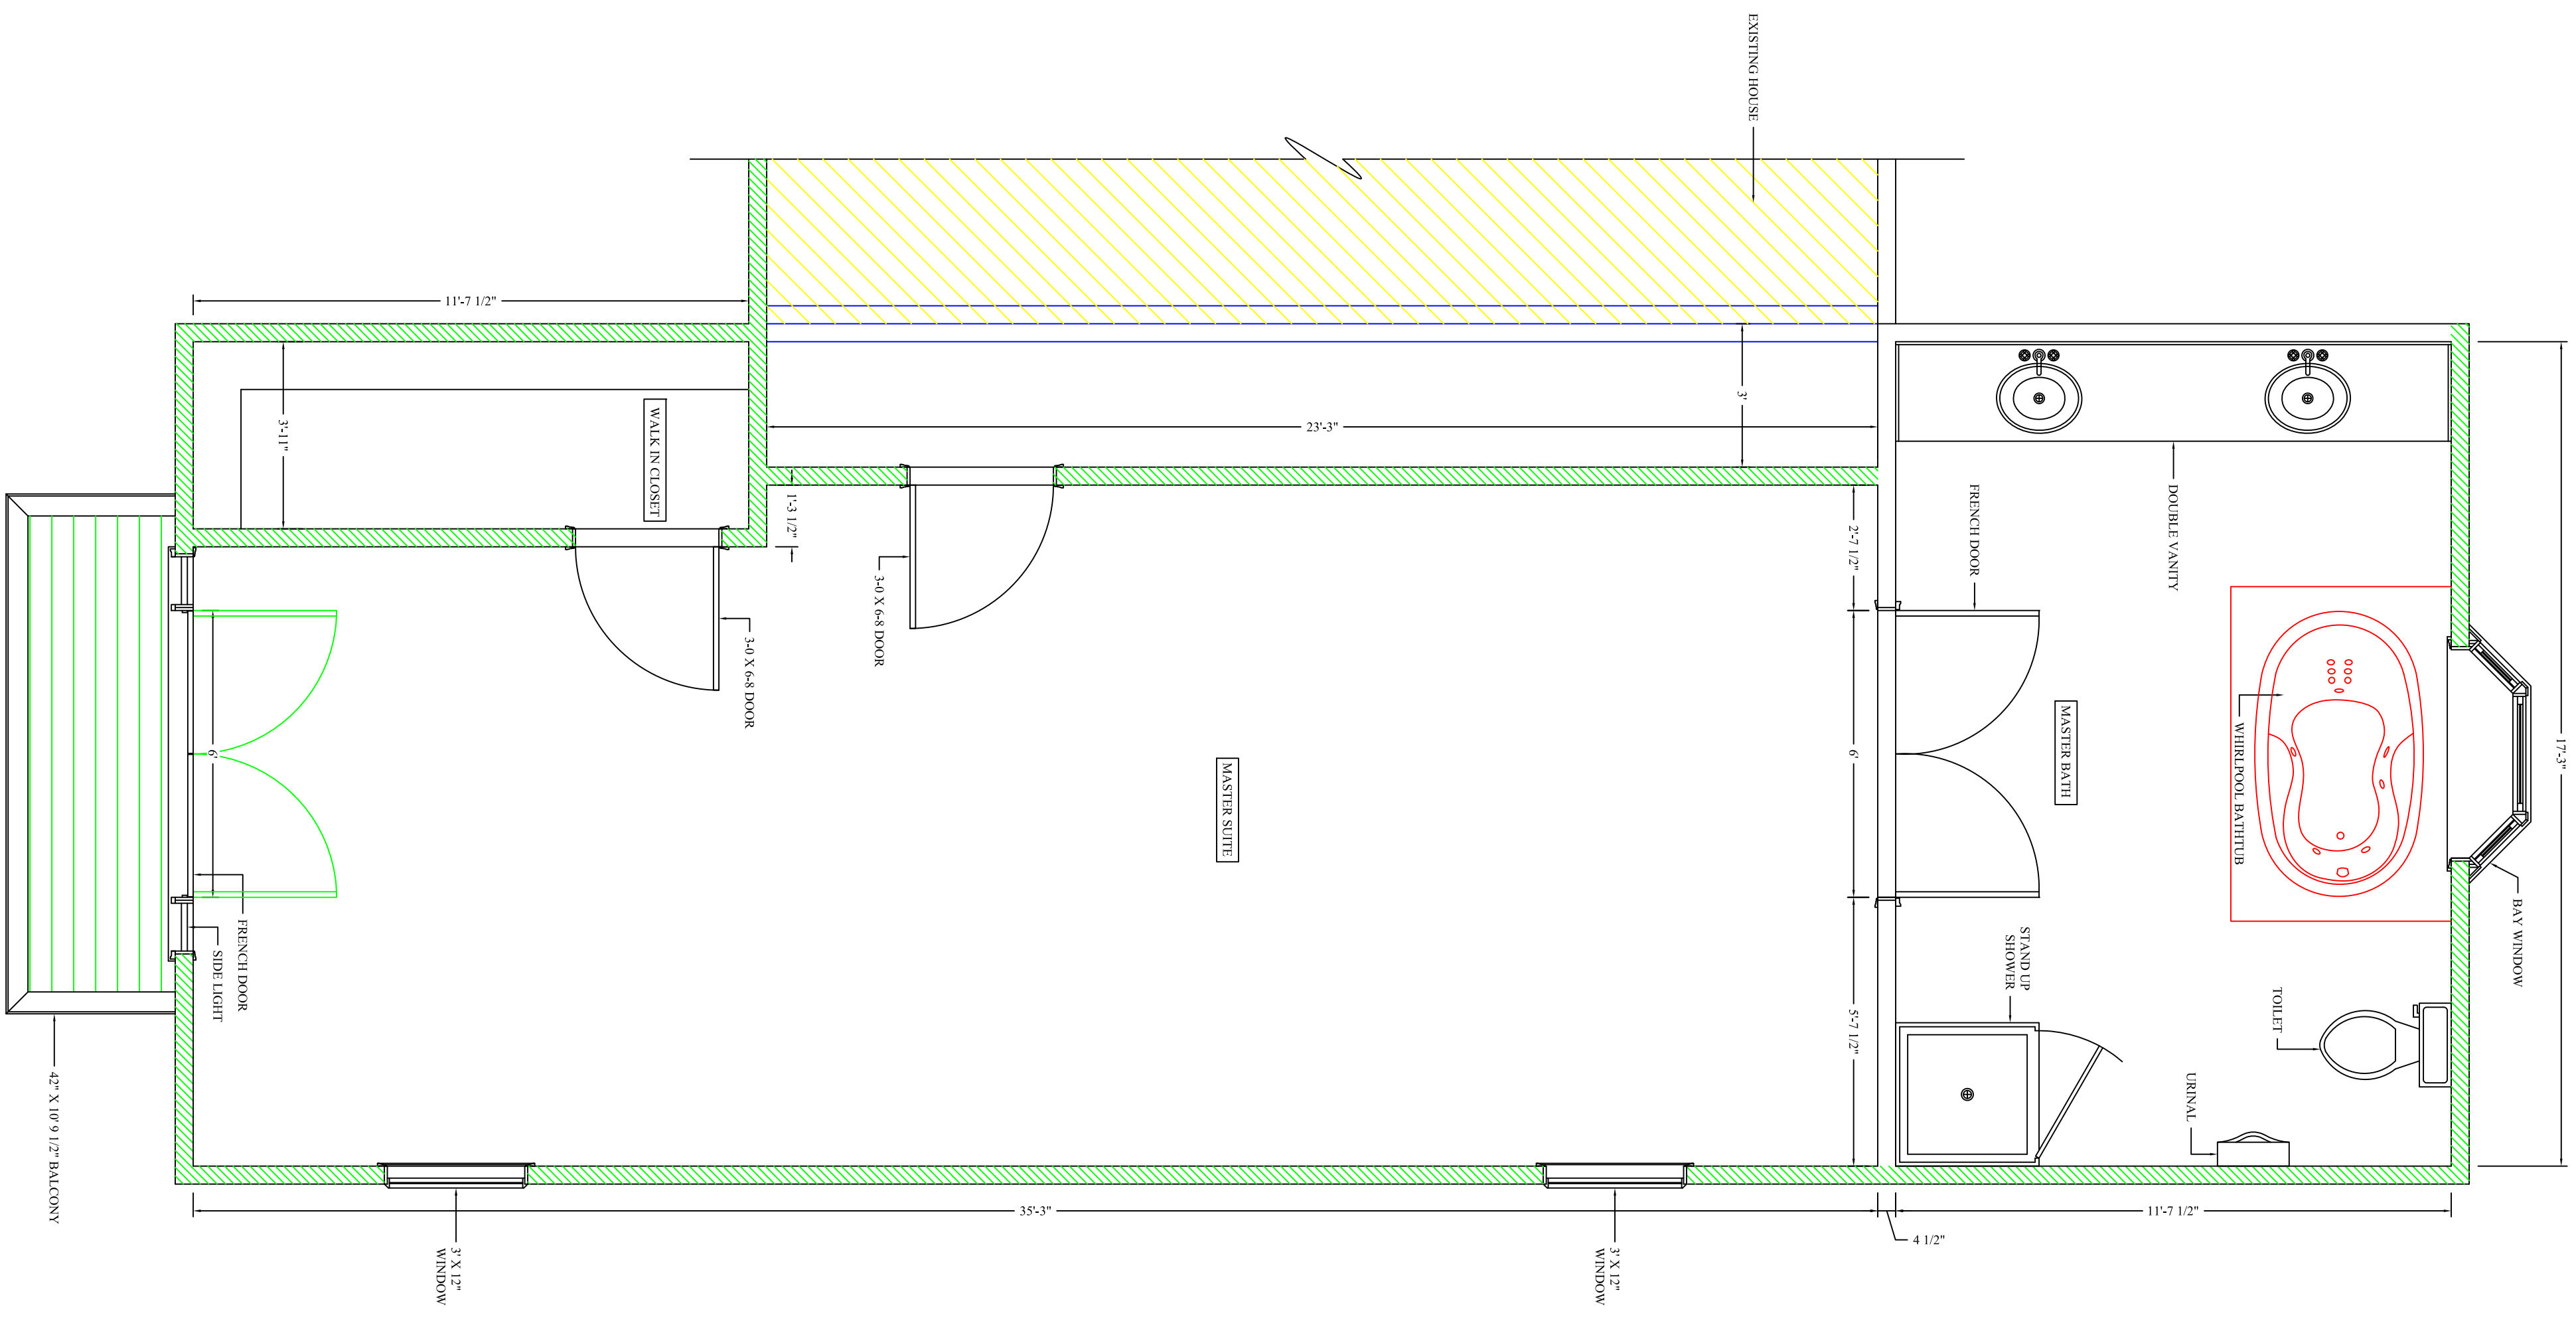 EXISTING HOUSE
11'-7 1/2"
3'-11"
WALK IN CLOSET
23'-3"
3'
1'-3 1/2"
3-0 X 6-8 DOOR
3-0 X 6-8 DOOR
2'-7 1/2"
6'
5'-7 1/2"
FRENCH DOOR
DOUBLE VANITY
MASTER BATH
WHIRLPOOL BATHTUB
17'-3"
BAY WINDOW
STAND UP
SHOWER
TOILET
URINAL
MASTER SUITE
6'
FRENCH DOOR
SIDE LIGHT
42" X 10' 9 1/2" BALCONY
35'-3"
11'-7 1/2"
4 1/2"
3' X 12"
WINDOW
3' X 12"
WINDOW